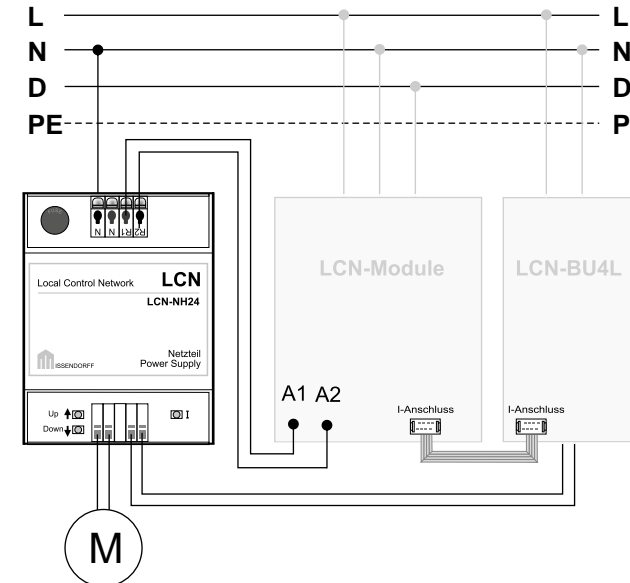 L L
N N
D D
PE P
N N R1 R2
Local Control Network LCN
LCN-NH24
ISSENDORFF
Netzteil
Power Supply
Up
Down
I
LCN-Module
LCN-BU4L
A1 A2
I-Anschluss
I-Anschluss
M